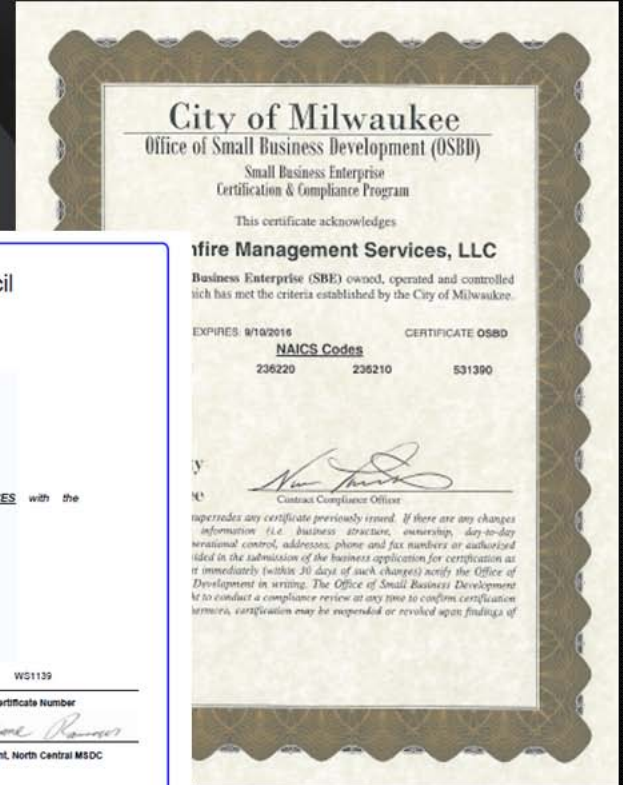 City of Milwaukee
Office of Small Business Development (OSBD)
Small Business Enterprise
Certification & Compliance Program
This certificate acknowledges
nfire Management Services, LLC
Business Enterprise (SBE) owned, operated and controlled
hich has met the criteria established by the City of Milwaukee.
EXPIRES: 9/10/2016 CERTIFICATE OSBD
NAICS Codes
236220 236210 531390
y
Contract Compliance Officer
supersedes any certificate previously issued. If there are any changes
information (i.e. business structure, ownership, day-to-day
perational control, addresses, phone and fax numbers or authorized
vided in the submission of the business application for certification as
t immediately (within 30 days of such changes) notify the Office of
Development in writing. The Office of Small Business Development
ht to conduct a compliance review at any time to confirm certification
hermore, certification may be suspended or revoked upon findings of
cil
ES with the
WS1139
ertificate Number
nt, North Central MSDC